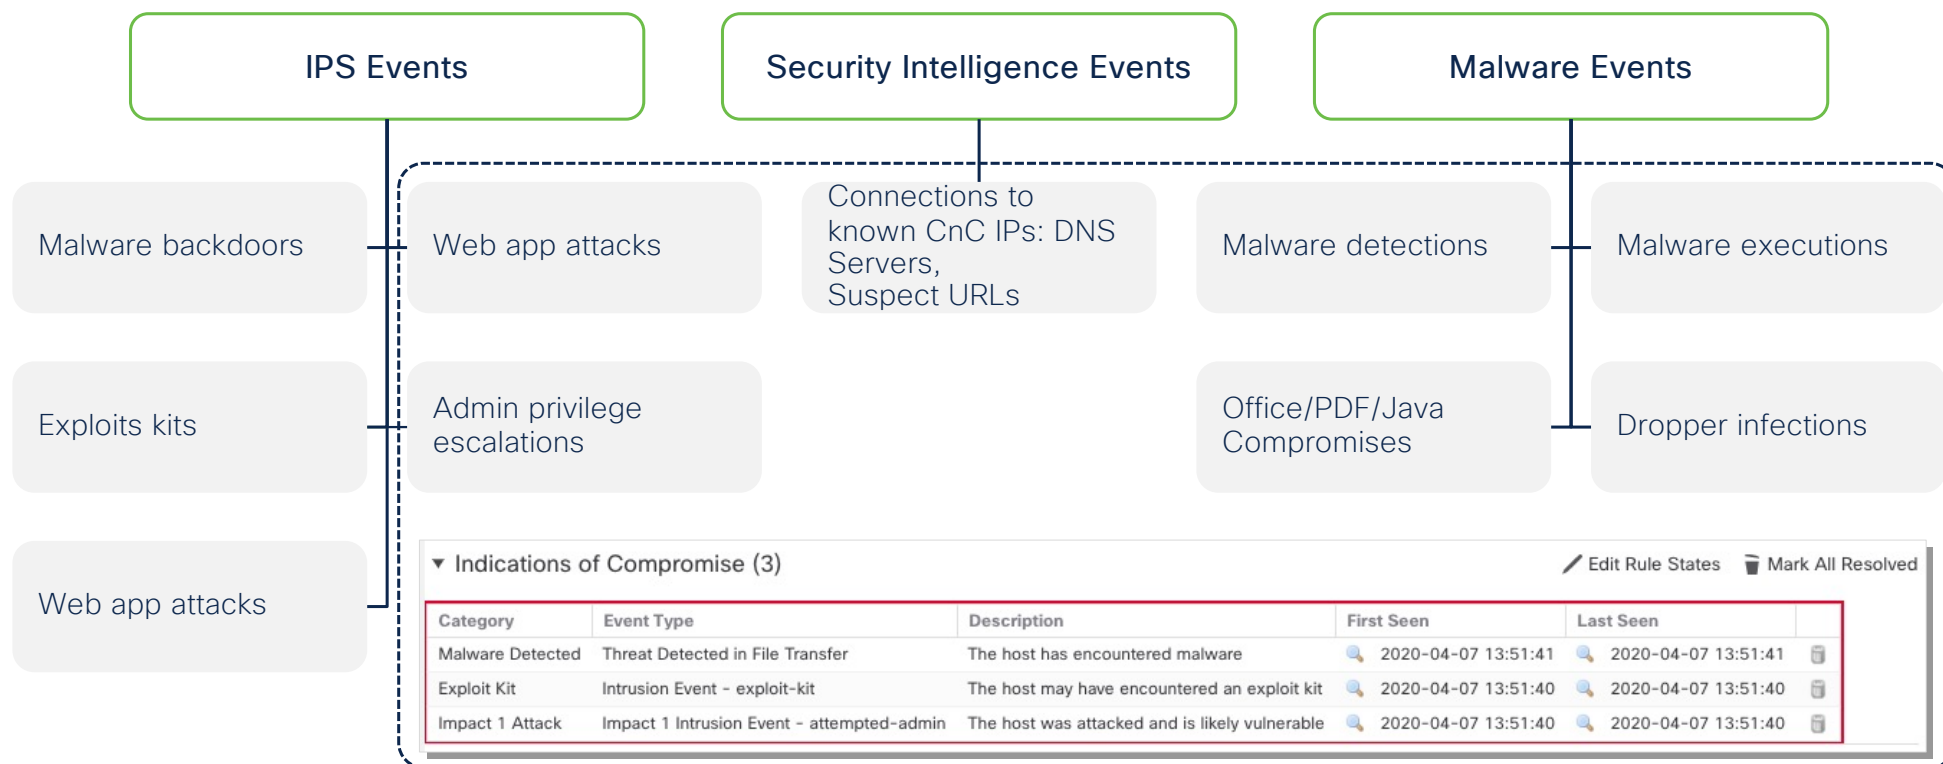 IPS Events
Security Intelligence Events
Malware Events
Malware backdoors
Web app attacks
Connections to
known CnC IPs: DNS
Servers,
Suspect URLs
Malware detections
Malware executions
Exploits kits
Admin privilege
escalations
Office/PDF/Java
Compromises
Dropper infections
Web app attacks
Indications of Compromise (3)
Edit Rule States
Mark All Resolved
Category Event Type Description First Seen Last Seen
Malware Detected Threat Detected in File Transfer The host has encountered malware 2020-04-07 13:51:41 2020-04-07 13:51:41
Exploit Kit Intrusion Event - exploit-kit The host may have encountered an exploit kit 2020-04-07 13:51:40 2020-04-07 13:51:40
Impact 1 Attack Impact 1 Intrusion Event - attempted-admin The host was attacked and is likely vulnerable 2020-04-07 13:51:40 2020-04-07 13:51:40